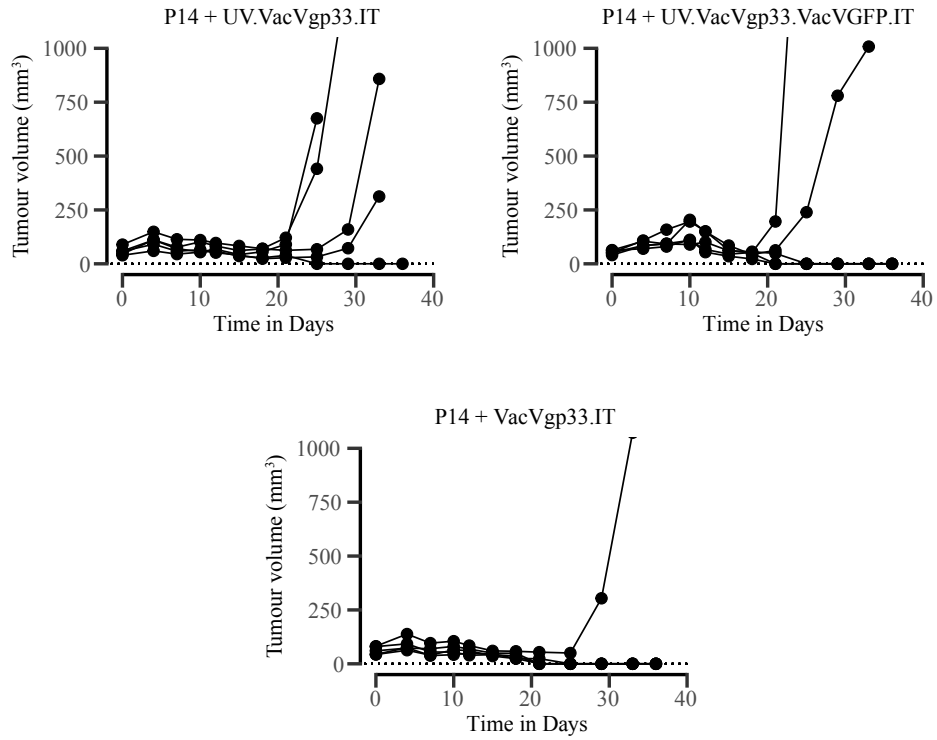 P14 + UV.VacVgp33.IT
Tumour volume (mm³)
1000
750
500
250
0
0 10 20 30 40
Time in Days
P14 + UV.VacVgp33.VacVGFP.IT
Tumour volume (mm³)
1000
750
500
250
0
0 10 20 30 40
Time in Days
P14 + VacVgp33.IT
Tumour volume (mm³)
1000
750
500
250
0
0 10 20 30 40
Time in Days